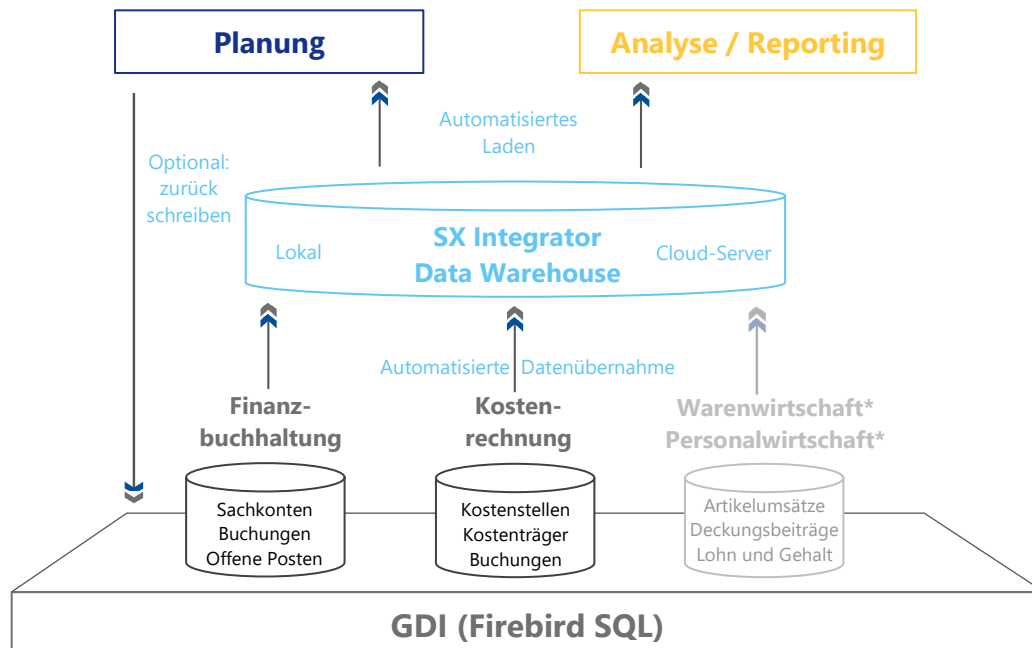 Planung
Analyse / Reporting
Automatisiertes
Laden
Optional:
zurück
schreiben
SX Integrator
Data Warehouse
Lokal
Cloud-Server
Automatisierte Datenübernahme
Finanz-
buchhaltung
Kosten-
rechnung
Warenwirtschaft*
Personalwirtschaft*
Sachkonten
Buchungen
Offene Posten
Kostenstellen
Kostenträger
Buchungen
Artikelumsätze
Deckungsbeiträge
Lohn und Gehalt
GDI (Firebird SQL)